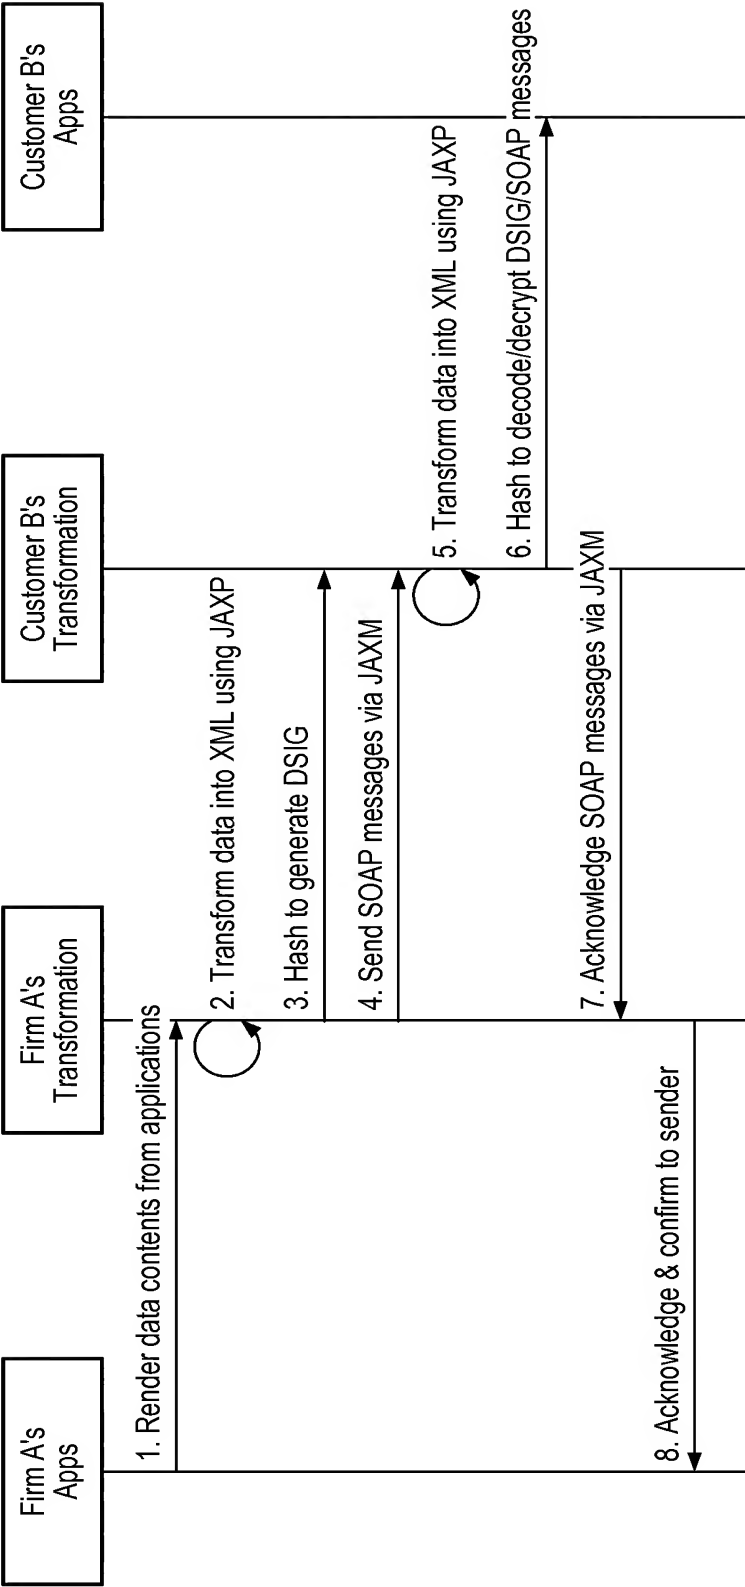 Firm A's
Apps
Firm A's
Transformation
Customer B's
Transformation
Customer B's
Apps
1. Render data contents from applications
2. Transform data into XML using JAXP
3. Hash to generate DSIG
4. Send SOAP messages via JAXM
5. Transform data into XML using JAXP
6. Hash to decode/decrypt DSIG/SOAP messages
7. Acknowledge SOAP messages via JAXM
8. Acknowledge & confirm to sender